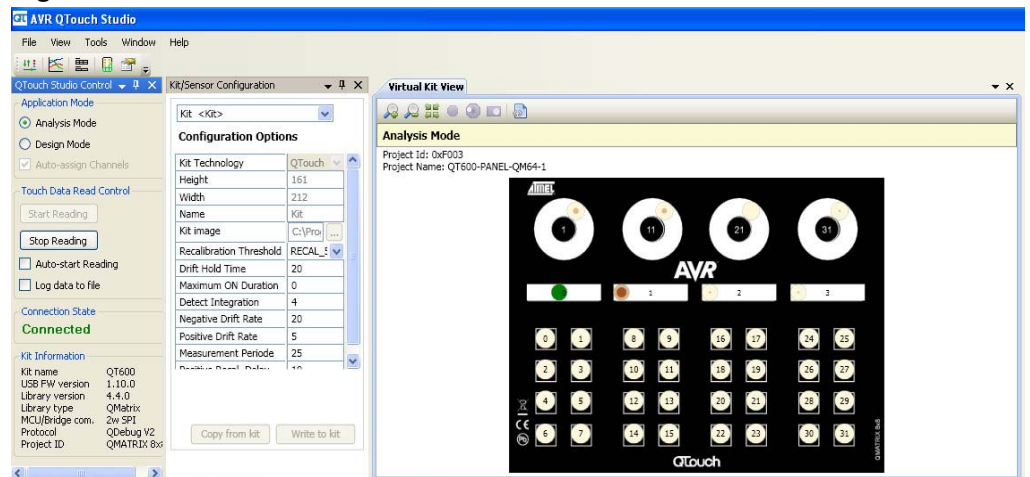 AVR QTouch Studio
File View Tools Window Help
QTouch Studio Control
Application Mode
Analysis Mode
Design Mode
Auto-assign Channels
Touch Data Read Control
Start Reading
Stop Reading
Auto-start Reading
Log data to file
Connection State
Connected
Kit Information
Kit name QT600
USB FW version 1.10.0
Library version 4.4.0
Library type QMatrix
MCU/Bridge com. 2w SPI
Protocol QDebug V2
Project ID QMATRIX 8x
Kit/Sensor Configuration
Kit <Kit>
Configuration Options
Kit Technology QTouch
Height 161
Width 212
Name Kit
Kit image C:\Pro ...
Recalibration Threshold RECAL_
Drift Hold Time 20
Maximum ON Duration 0
Detect Integration 4
Negative Drift Rate 20
Positive Drift Rate 5
Measurement Periode 25
Positive Recal. Delay 10
Copy from kit Write to kit
Virtual Kit View
Analysis Mode
Project Id: 0xF003
Project Name: QT600-PANEL-QM64-1
ATMEL
1 11 21 31
AVR
1 2 3
0 1 8 9 16 17 24 25
2 3 10 11 18 19 26 27
4 5 12 13 20 21 28 29
6 7 14 15 22 23 30 31
QTouch
QMATRIX 8x8